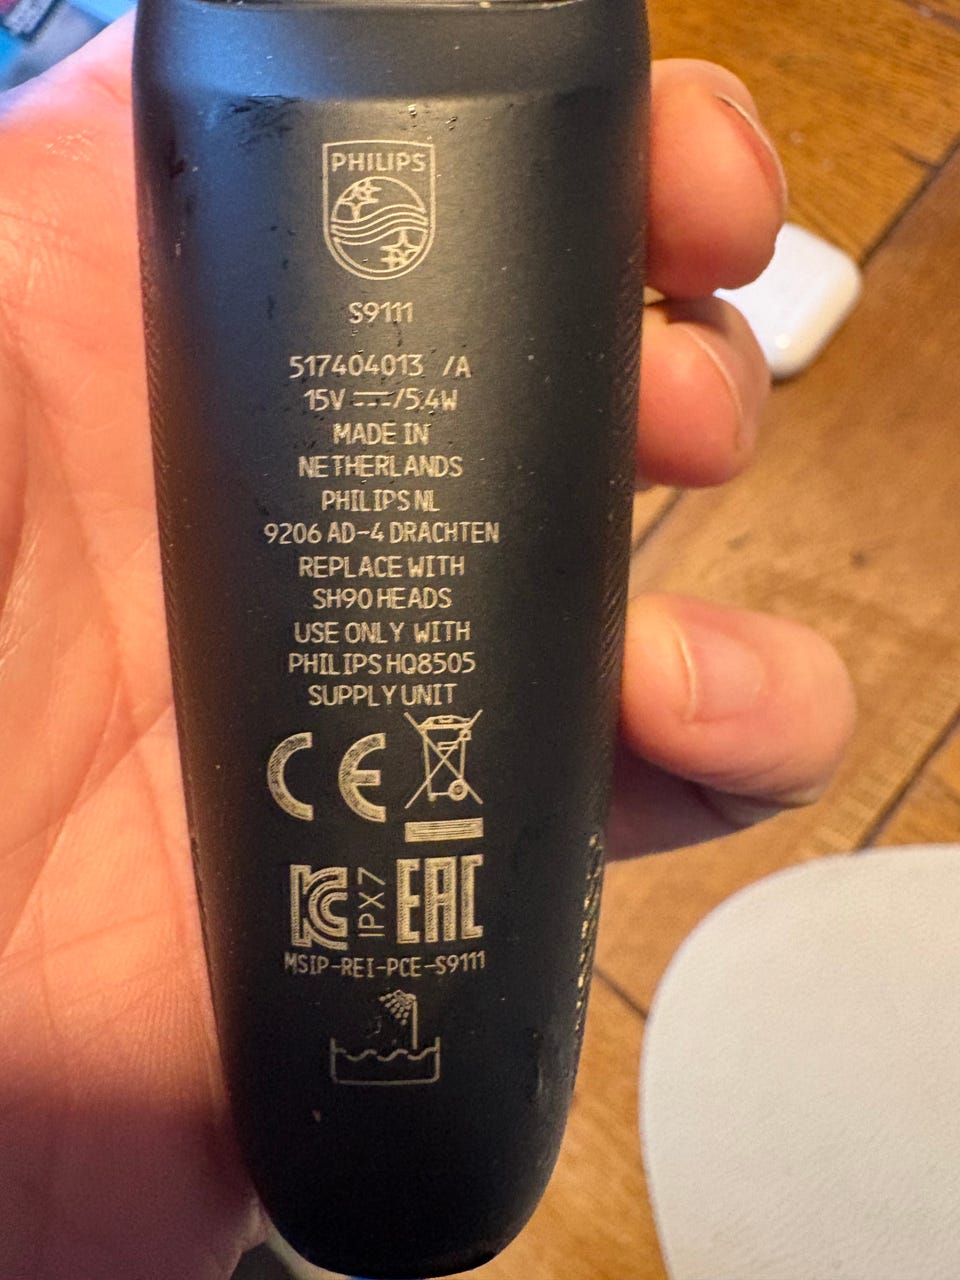 PHILIPS
S9111
517404013 /A
15V ⎓/5.4W
MADE IN
NETHERLANDS
PHILIPS NL
9206 AD-4 DRACHTEN
REPLACE WITH
SH90 HEADS
USE ONLY WITH
PHILIPS HQ8505
SUPPLY UNIT
CE
KC IPX7 EAC
MSIP-REI-PCE-S9111